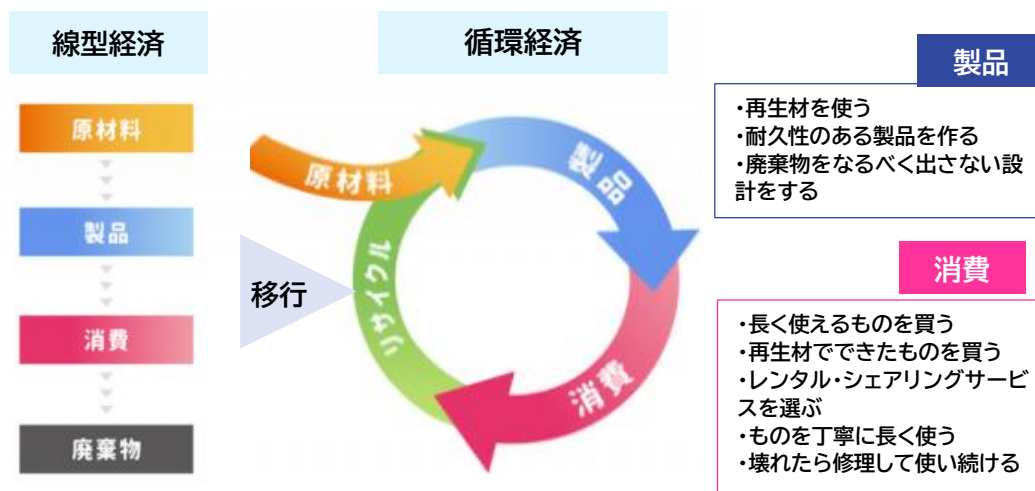 線型経済
原材料
製品
消費
廃棄物
移行
循環経済
原材料
製品
消費
リサイクル
製品
・再生材を使う
・耐久性のある製品を作る
・廃棄物をなるべく出さない設
計をする
消費
・長く使えるものを買う
・再生材でできたものを買う
・レンタル・シェアリングサービ
スを選ぶ
・ものを丁寧に長く使う
・壊れたら修理して使い続ける